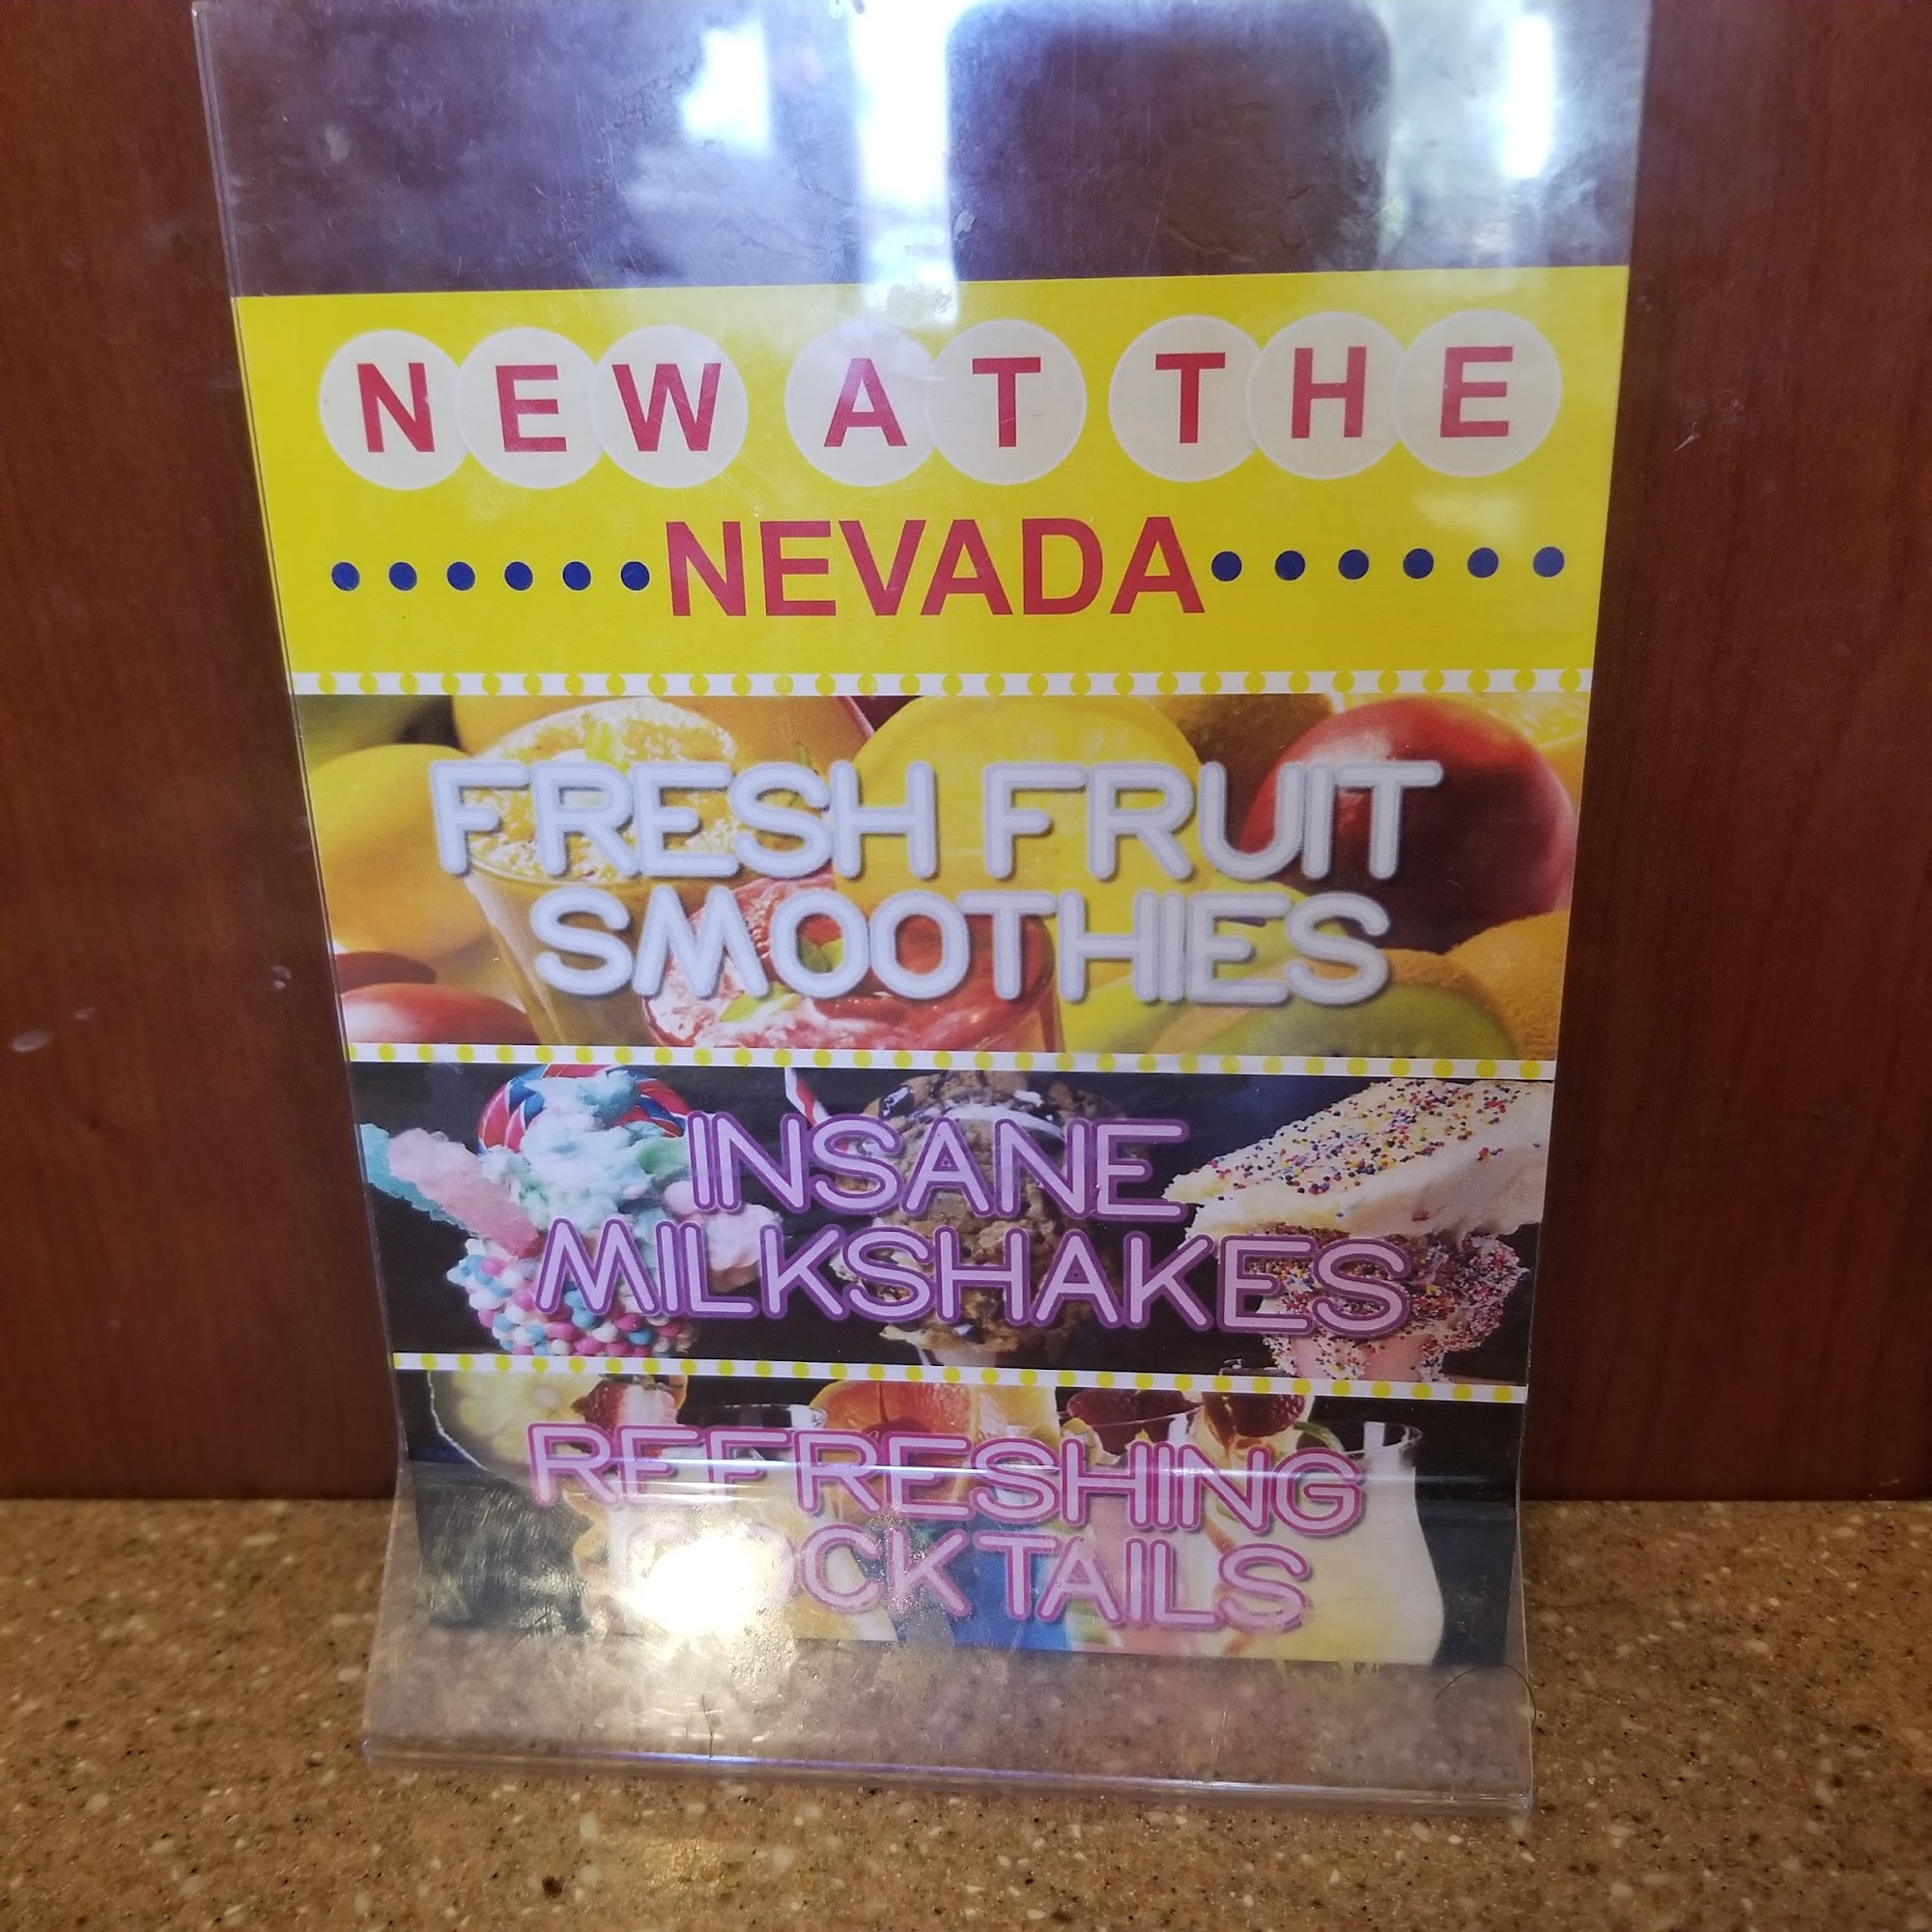 NEW AT THE
NEVADA
FRESH FRUIT
SMOOTHIES
INSANE
MILKSHAKES
REFRESHING
COCKTAILS